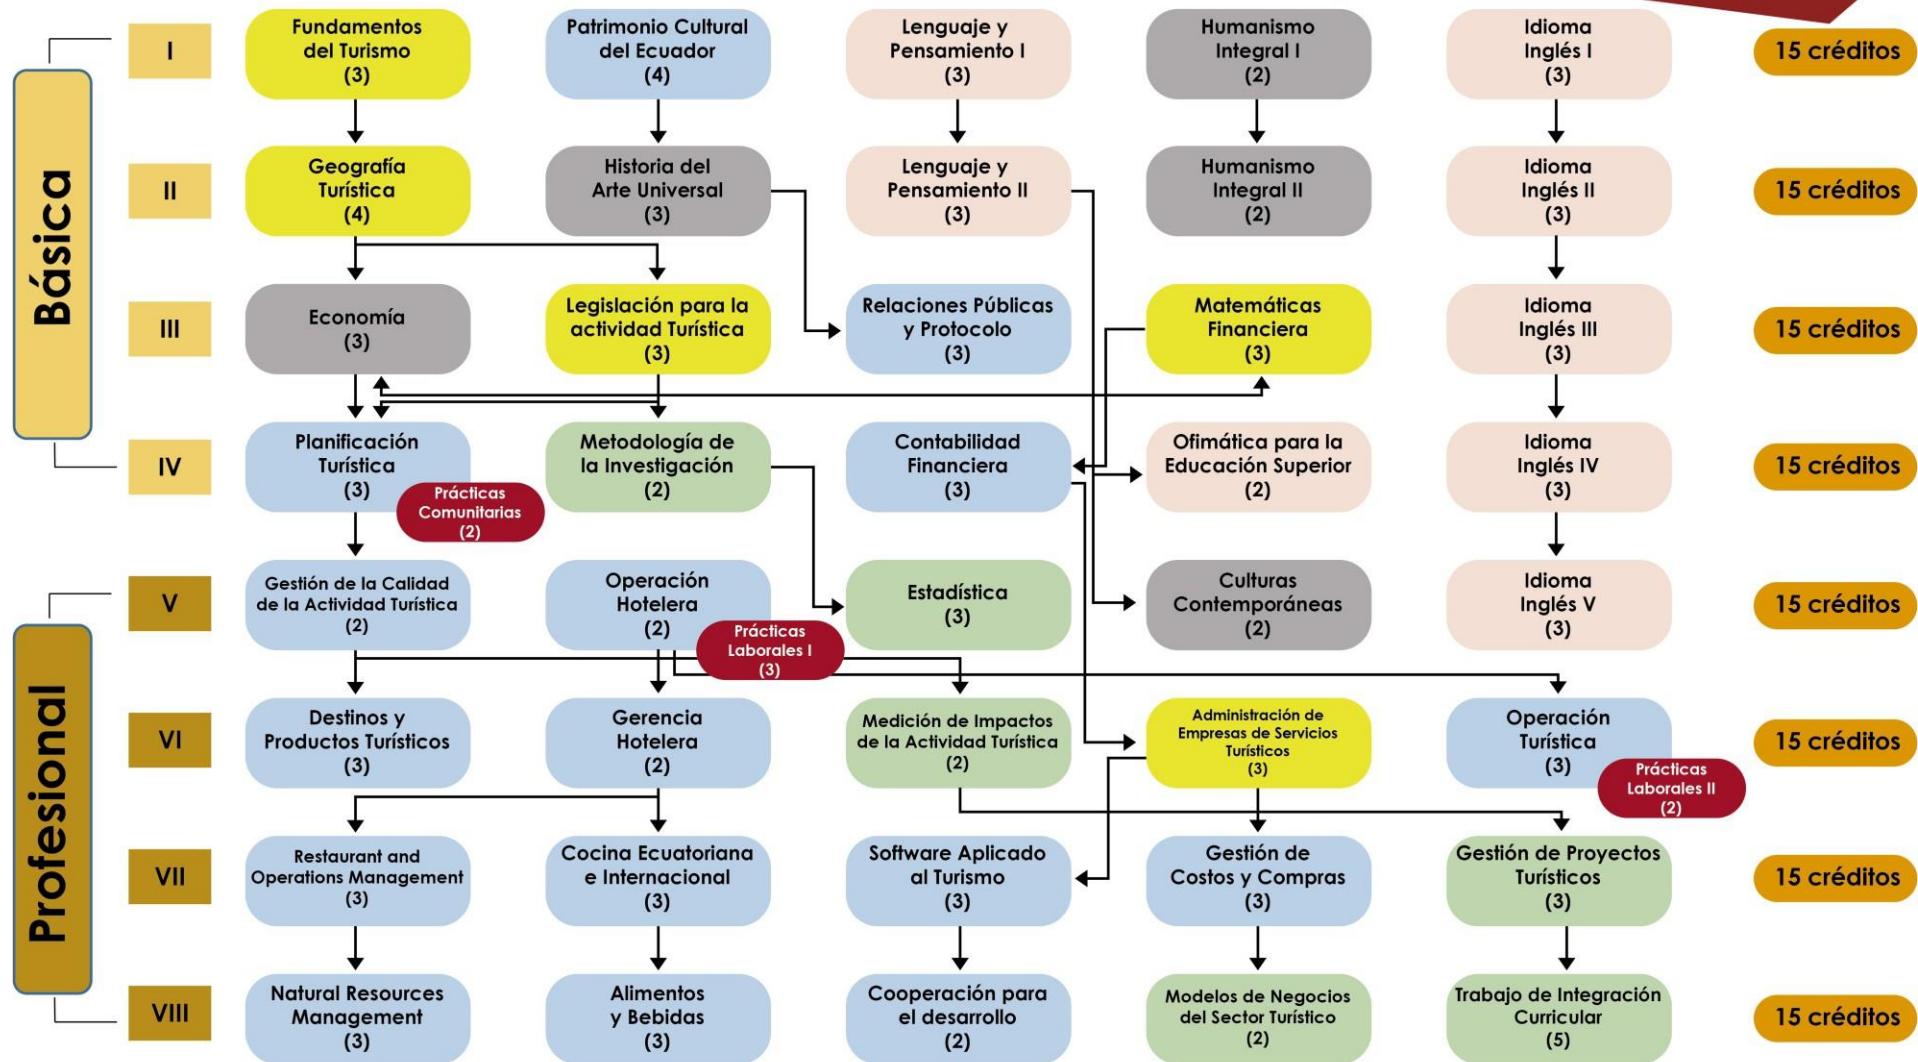 Básica
I
Fundamentos
del Turismo
(3)
Patrimonio Cultural
del Ecuador
(4)
Lenguaje y
Pensamiento I
(3)
Humanismo
Integral I
(2)
Idioma
Inglés I
(3)
15 créditos
II
Geografía
Turística
(4)
Historia del
Arte Universal
(3)
Lenguaje y
Pensamiento II
(3)
Humanismo
Integral II
(2)
Idioma
Inglés II
(3)
15 créditos
III
Economía
(3)
Legislación para la
actividad Turística
(3)
Relaciones Públicas
y Protocolo
(3)
Matemáticas
Financiera
(3)
Idioma
Inglés III
(3)
15 créditos
IV
Planificación
Turística
(3)
Prácticas
Comunitarias
(2)
Metodología de
la Investigación
(2)
Contabilidad
Financiera
(3)
Ofimática para la
Educación Superior
(2)
Idioma
Inglés IV
(3)
15 créditos
Profesional
V
Gestión de la Calidad
de la Actividad Turística
(2)
Operación
Hotelera
(2)
Prácticas
Laborales I
(3)
Estadística
(3)
Culturas
Contemporáneas
(2)
Idioma
Inglés V
(3)
15 créditos
VI
Destinos y
Productos Turísticos
(3)
Gerencia
Hotelera
(2)
Medición de Impactos
de la Actividad Turística
(2)
Administración de
Empresas de Servicios
Turísticos
(3)
Operación
Turística
(3)
Prácticas
Laborales II
(2)
15 créditos
VII
Restaurant and
Operations Management
(3)
Cocina Ecuatoriana
e Internacional
(3)
Software Aplicado
al Turismo
(3)
Gestión de
Costos y Compras
(3)
Gestión de Proyectos
Turísticos
(3)
15 créditos
VIII
Natural Resources
Management
(3)
Alimentos
y Bebidas
(3)
Cooperación para
el desarrollo
(2)
Modelos de Negocios
del Sector Turístico
(2)
Trabajo de Integración
Curricular
(5)
15 créditos